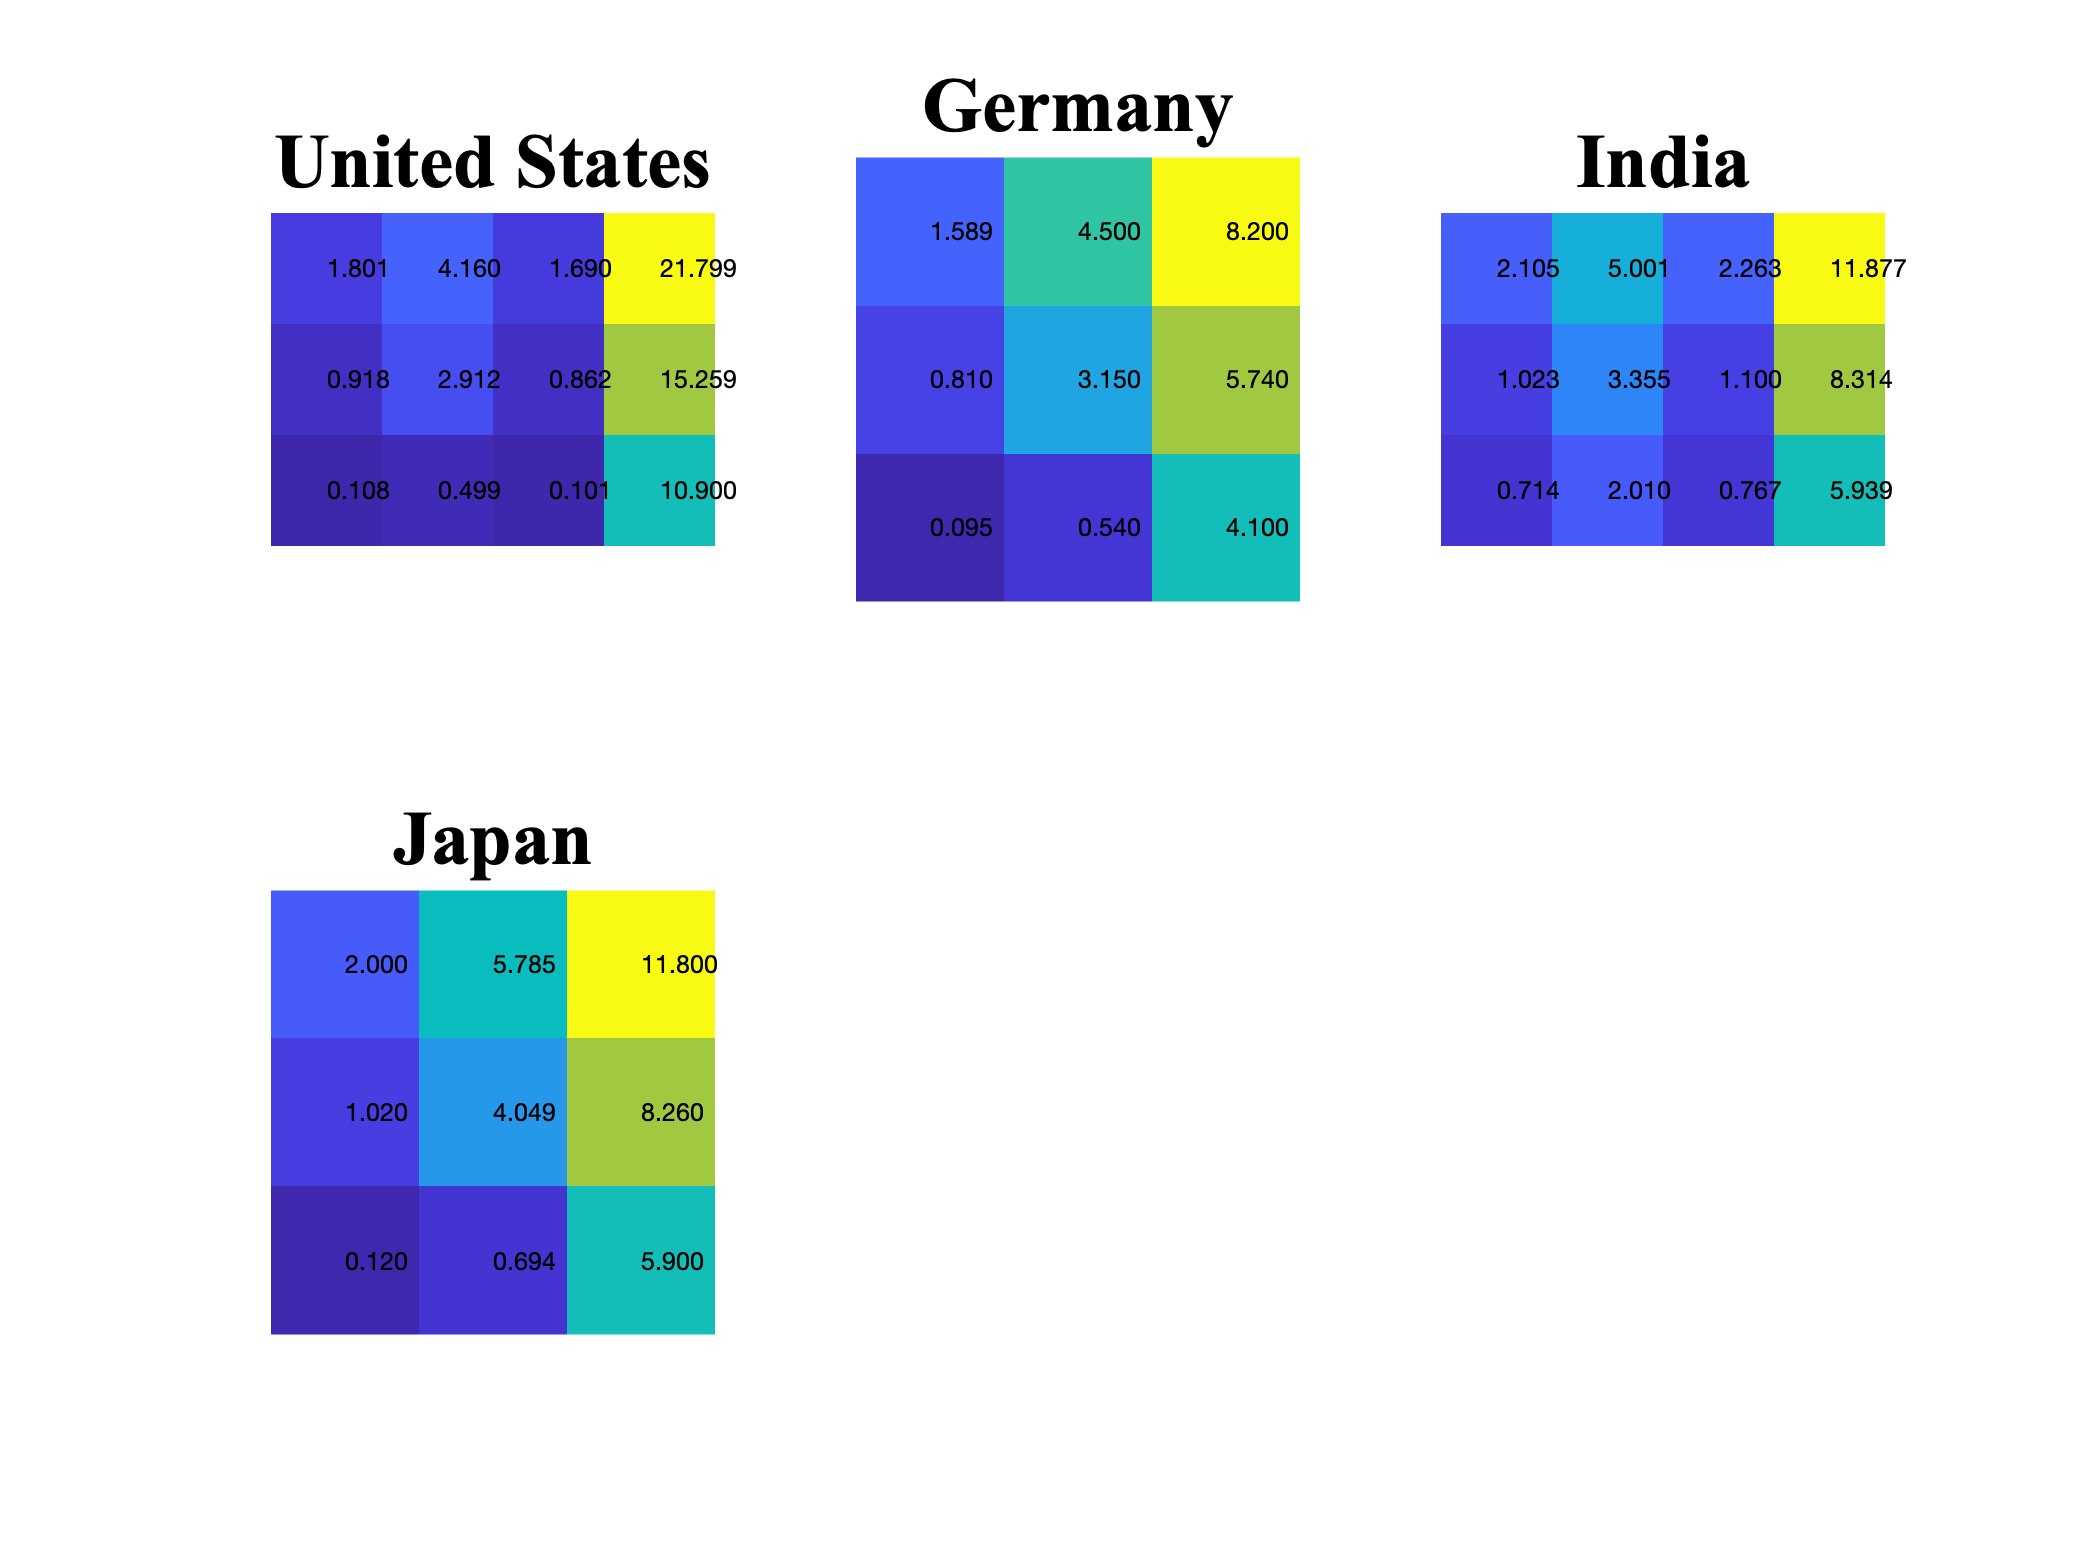 United States
1.801 4.160 1.690 21.799
0.918 2.912 0.862 15.259
0.108 0.499 0.101 10.900
Germany
1.589 4.500 8.200
0.810 3.150 5.740
0.095 0.540 4.100
India
2.105 5.001 2.263 11.877
1.023 3.355 1.100 8.314
0.714 2.010 0.767 5.939
Japan
2.000 5.785 11.800
1.020 4.049 8.260
0.120 0.694 5.900